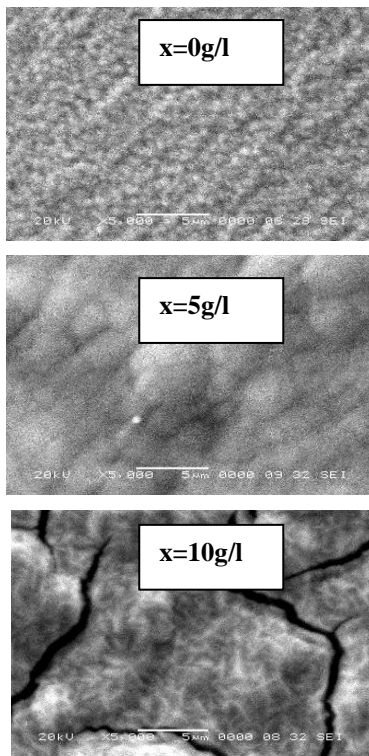 x=0g/l
20kV X5,000 5μm 0000 08 28 SEI
x=5g/l
20kV X5,000 5μm 0000 09 32 SEI
x=10g/l
20kV X5,000 5μm 0000 08 32 SEI